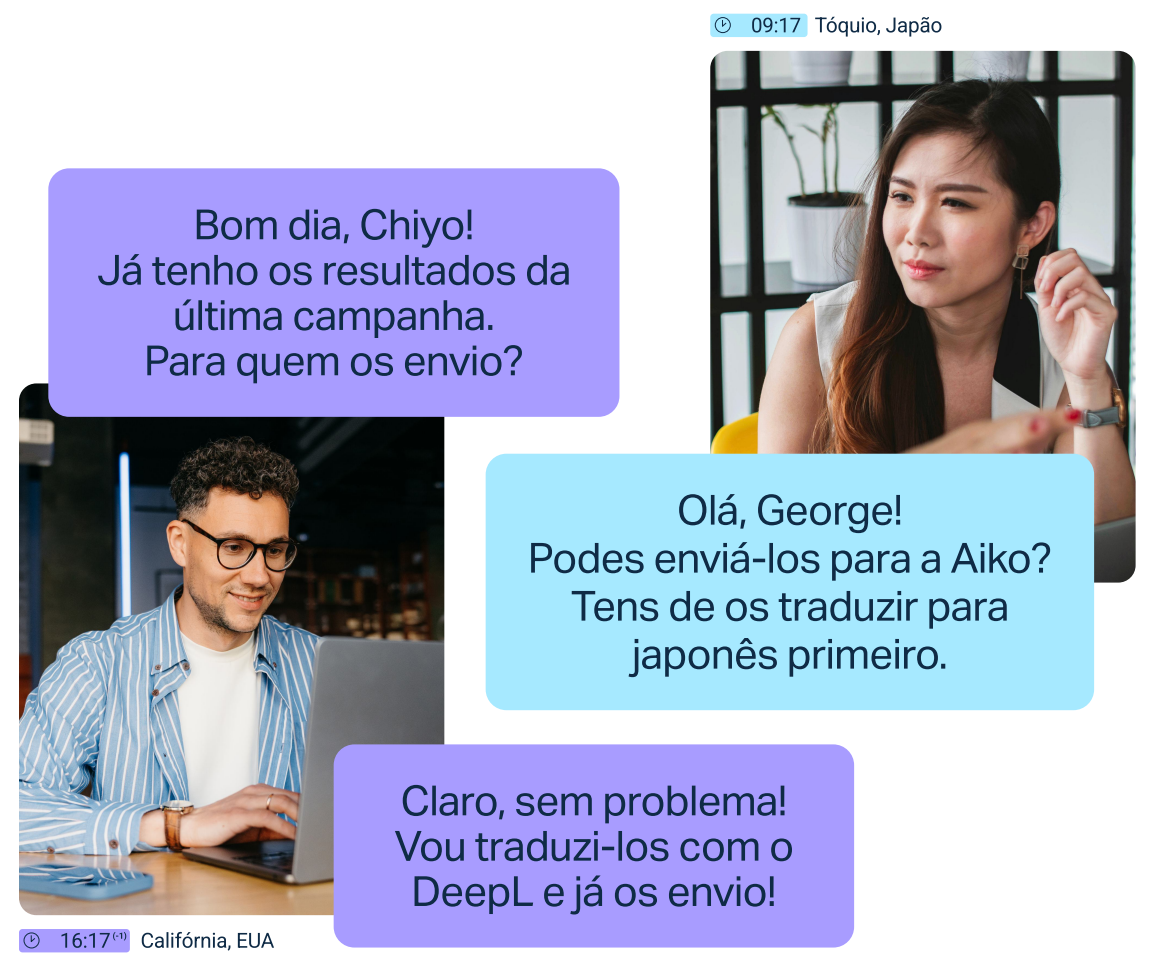 09:17 Tóquio, Japão
Bom dia, Chiyo!
Já tenho os resultados da
última campanha.
Para quem os envio?
Olá, George!
Podes enviá-los para a Aiko?
Tens de os traduzir para
japonês primeiro.
Claro, sem problema!
Vou traduzi-los com o
DeepL e já os envio!
16:17(-1) Califórnia, EUA